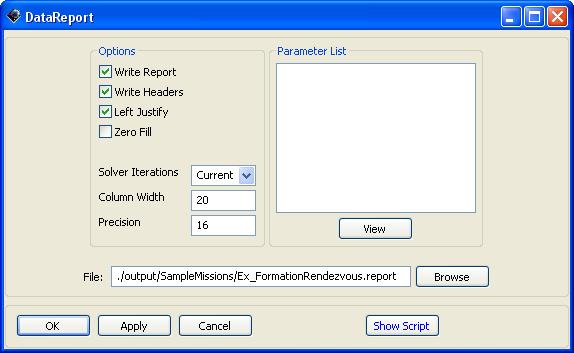 DataReport
Options
Write Report
Write Headers
Left Justify
Zero Fill
Solver Iterations Current
Column Width 20
Precision 16
Parameter List
View
File: ./output/SampleMissions/Ex_FormationRendezvous.report Browse
OK Apply Cancel Show Script